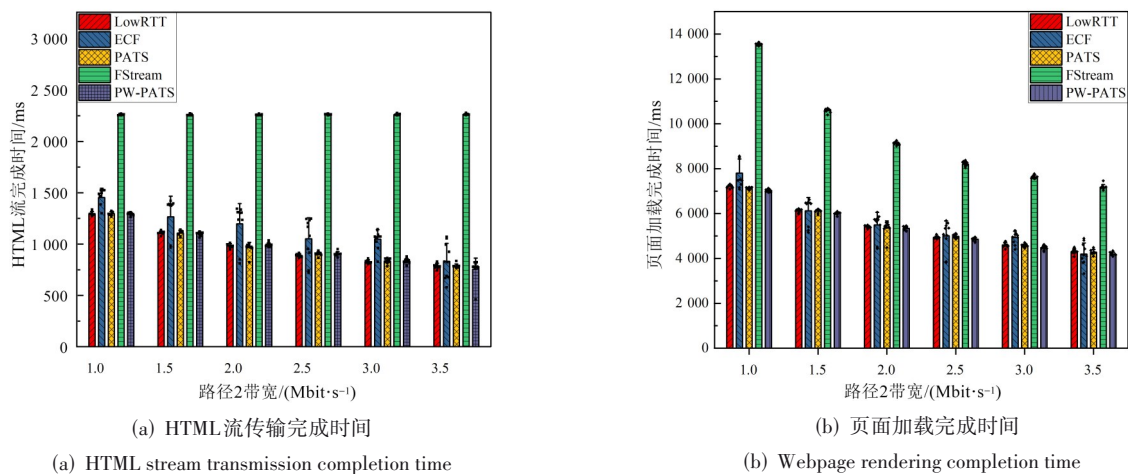 3 000
2 500
2 000
1 500
1 000
500
0
HTML流完成时间/ms
LowRTT
ECF
PATS
FStream
PW-PATS
1.0 1.5 2.0 2.5 3.0 3.5
路径2带宽/(Mbit·s⁻¹)
(a) HTML流传输完成时间
(a) HTML stream transmission completion time
14 000
12 000
10 000
8 000
6 000
4 000
2 000
0
页面加载完成时间/ms
LowRTT
ECF
PATS
FStream
PW-PATS
1.0 1.5 2.0 2.5 3.0 3.5
路径2带宽/(Mbit·s⁻¹)
(b) 页面加载完成时间
(b) Webpage rendering completion time